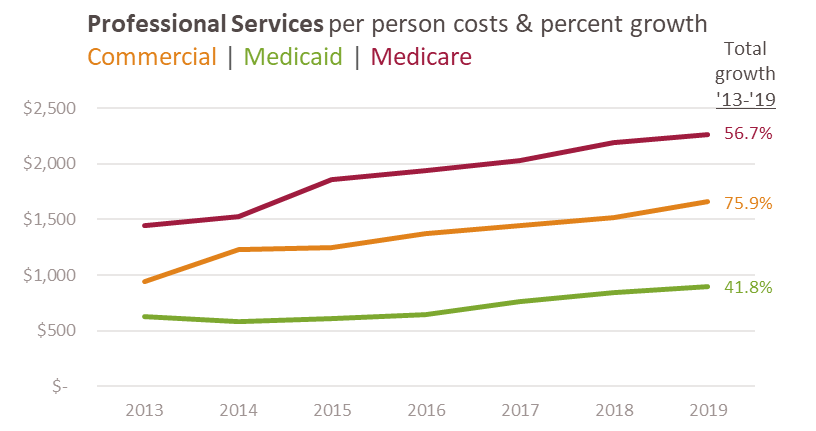 Professional Services per person costs & percent growth
Commercial | Medicaid | Medicare
Total
growth
'13-'19
$2,500
56.7%
$2,000
75.9%
$1,500
$1,000
41.8%
$500
$-
2013 2014 2015 2016 2017 2018 2019